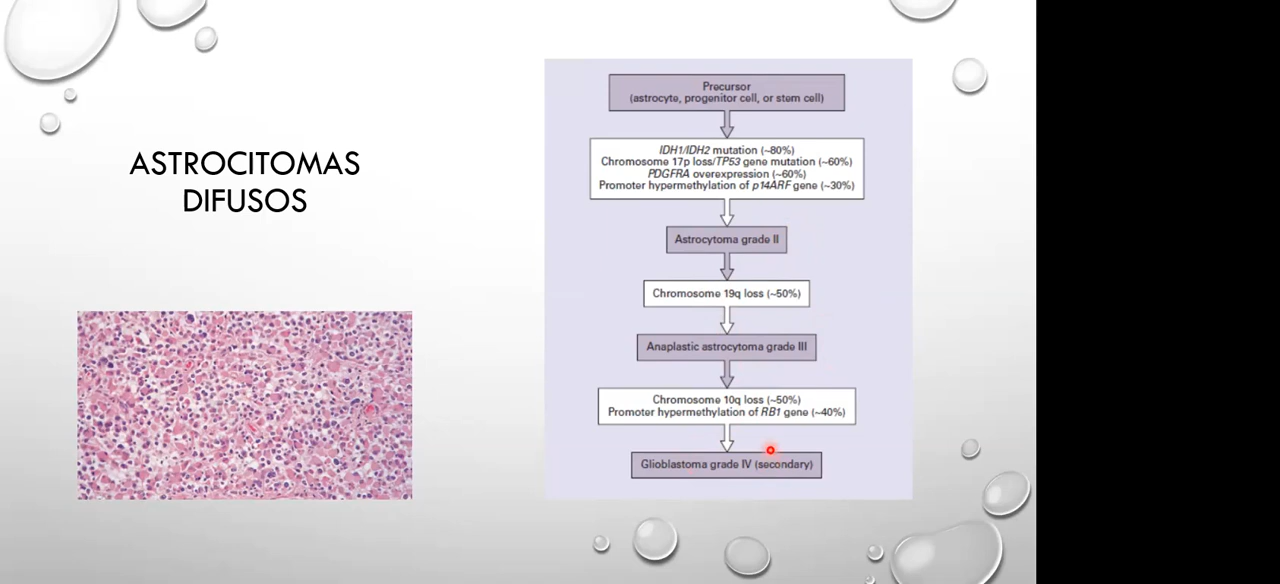 ASTROCITOMAS
DIFUSOS
Precursor
(astrocyte, progenitor cell, or stem cell)
IDH1/IDH2 mutation (~80%)
Chromosome 17p loss/TP53 gene mutation (~60%)
PDGFRA overexpression (~60%)
Promoter hypermethylation of p14ARF gene (~30%)
Astrocytoma grade II
Chromosome 19q loss (~50%)
Anaplastic astrocytoma grade III
Chromosome 10q loss (~50%)
Promoter hypermethylation of RB1 gene (~40%)
Glioblastoma grade IV (secondary)